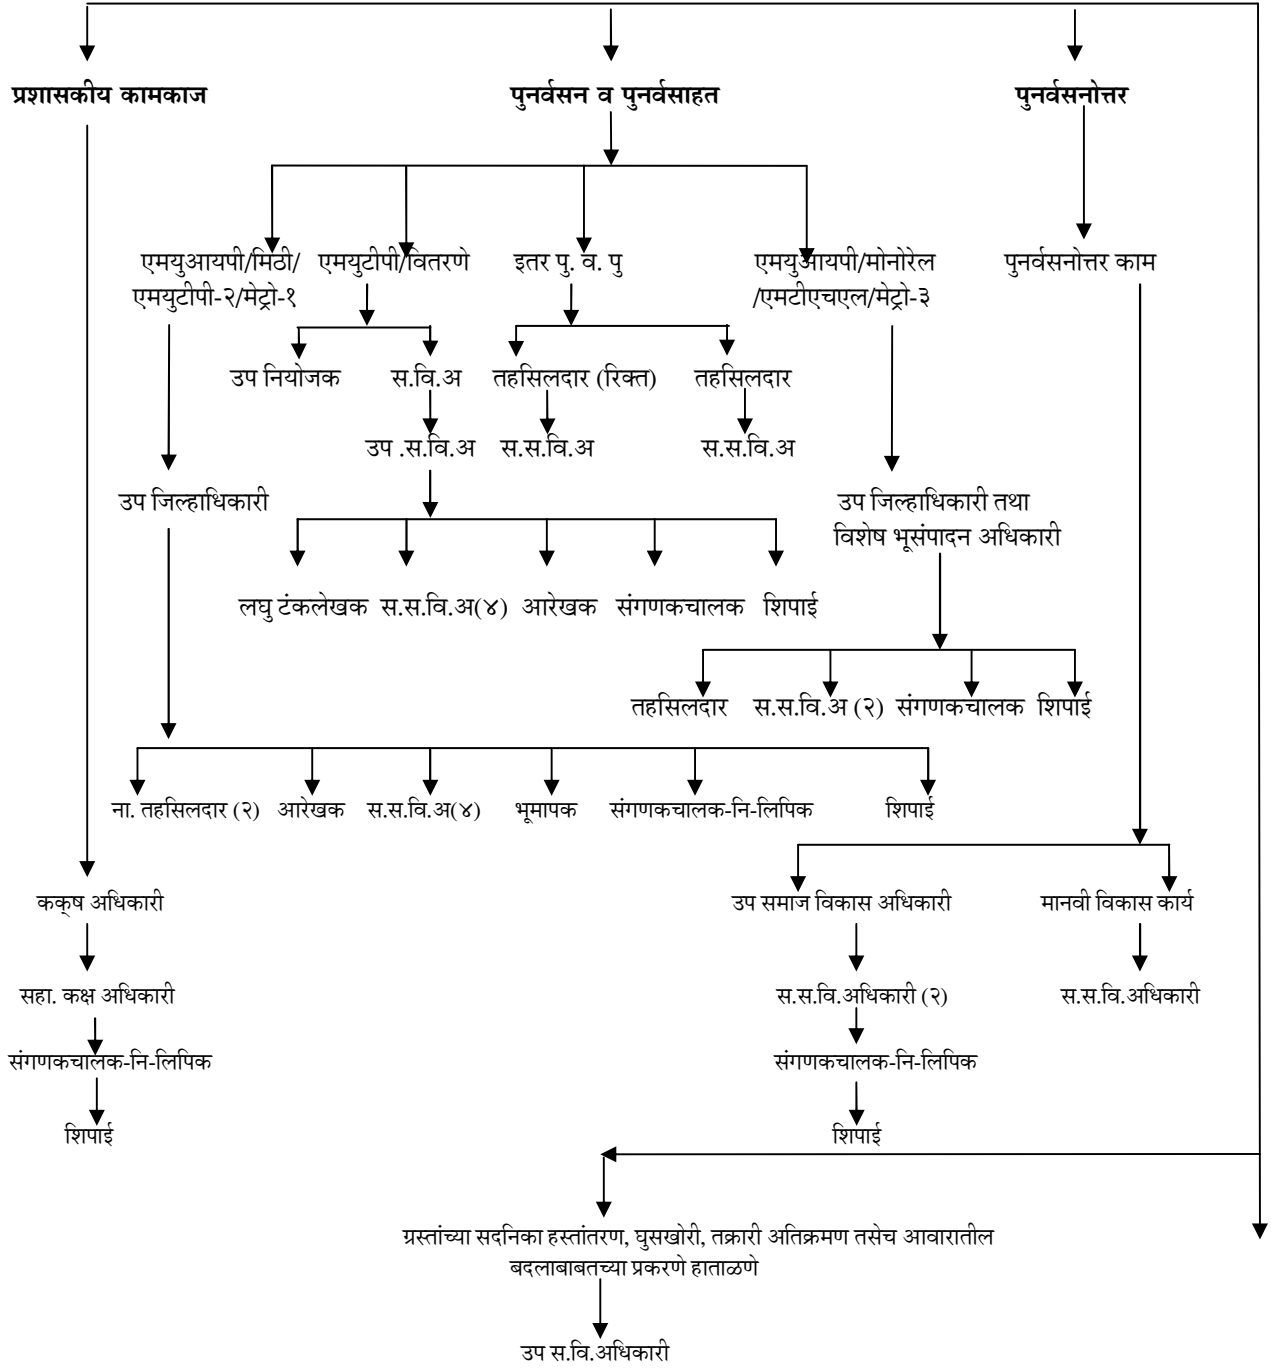 प्रशासकीय कामकाज पुनर्वसन व पुनर्वसाहत पुनर्वसनोत्तर
एमयुआयपी/मिठी/ एमयुटीपी/वितरणे इतर पु. व. पु एमयुआयपी/मोनोरेल पुनर्वसनोत्तर काम
एमयुटीपी-२/मेट्रो-१ /एमटीएचएल/मेट्रो-३
उप नियोजक स.वि.अ तहसिलदार (रिक्त) तहसिलदार
उप .स.वि.अ स.स.वि.अ स.स.वि.अ
उप जिल्हाधिकारी उप जिल्हाधिकारी तथा
विशेष भूसंपादन अधिकारी
लघु टंकलेखक स.स.वि.अ(४) आरेखक संगणकचालक शिपाई
तहसिलदार स.स.वि.अ (२) संगणकचालक शिपाई
ना. तहसिलदार (२) आरेखक स.स.वि.अ(४) भूमापक संगणकचालक-नि-लिपिक शिपाई
कक्‌ष अधिकारी उप समाज विकास अधिकारी मानवी विकास कार्य
सहा. कक्ष अधिकारी स.स.वि.अधिकारी (२) स.स.वि.अधिकारी
संगणकचालक-नि-लिपिक संगणकचालक-नि-लिपिक
शिपाई शिपाई
ग्रस्तांच्या सदनिका हस्तांतरण, घुसखोरी, तक्रारी अतिक्रमण तसेच आवारातील
बदलाबाबतच्या प्रकरणे हाताळणे
उप स.वि.अधिकारी